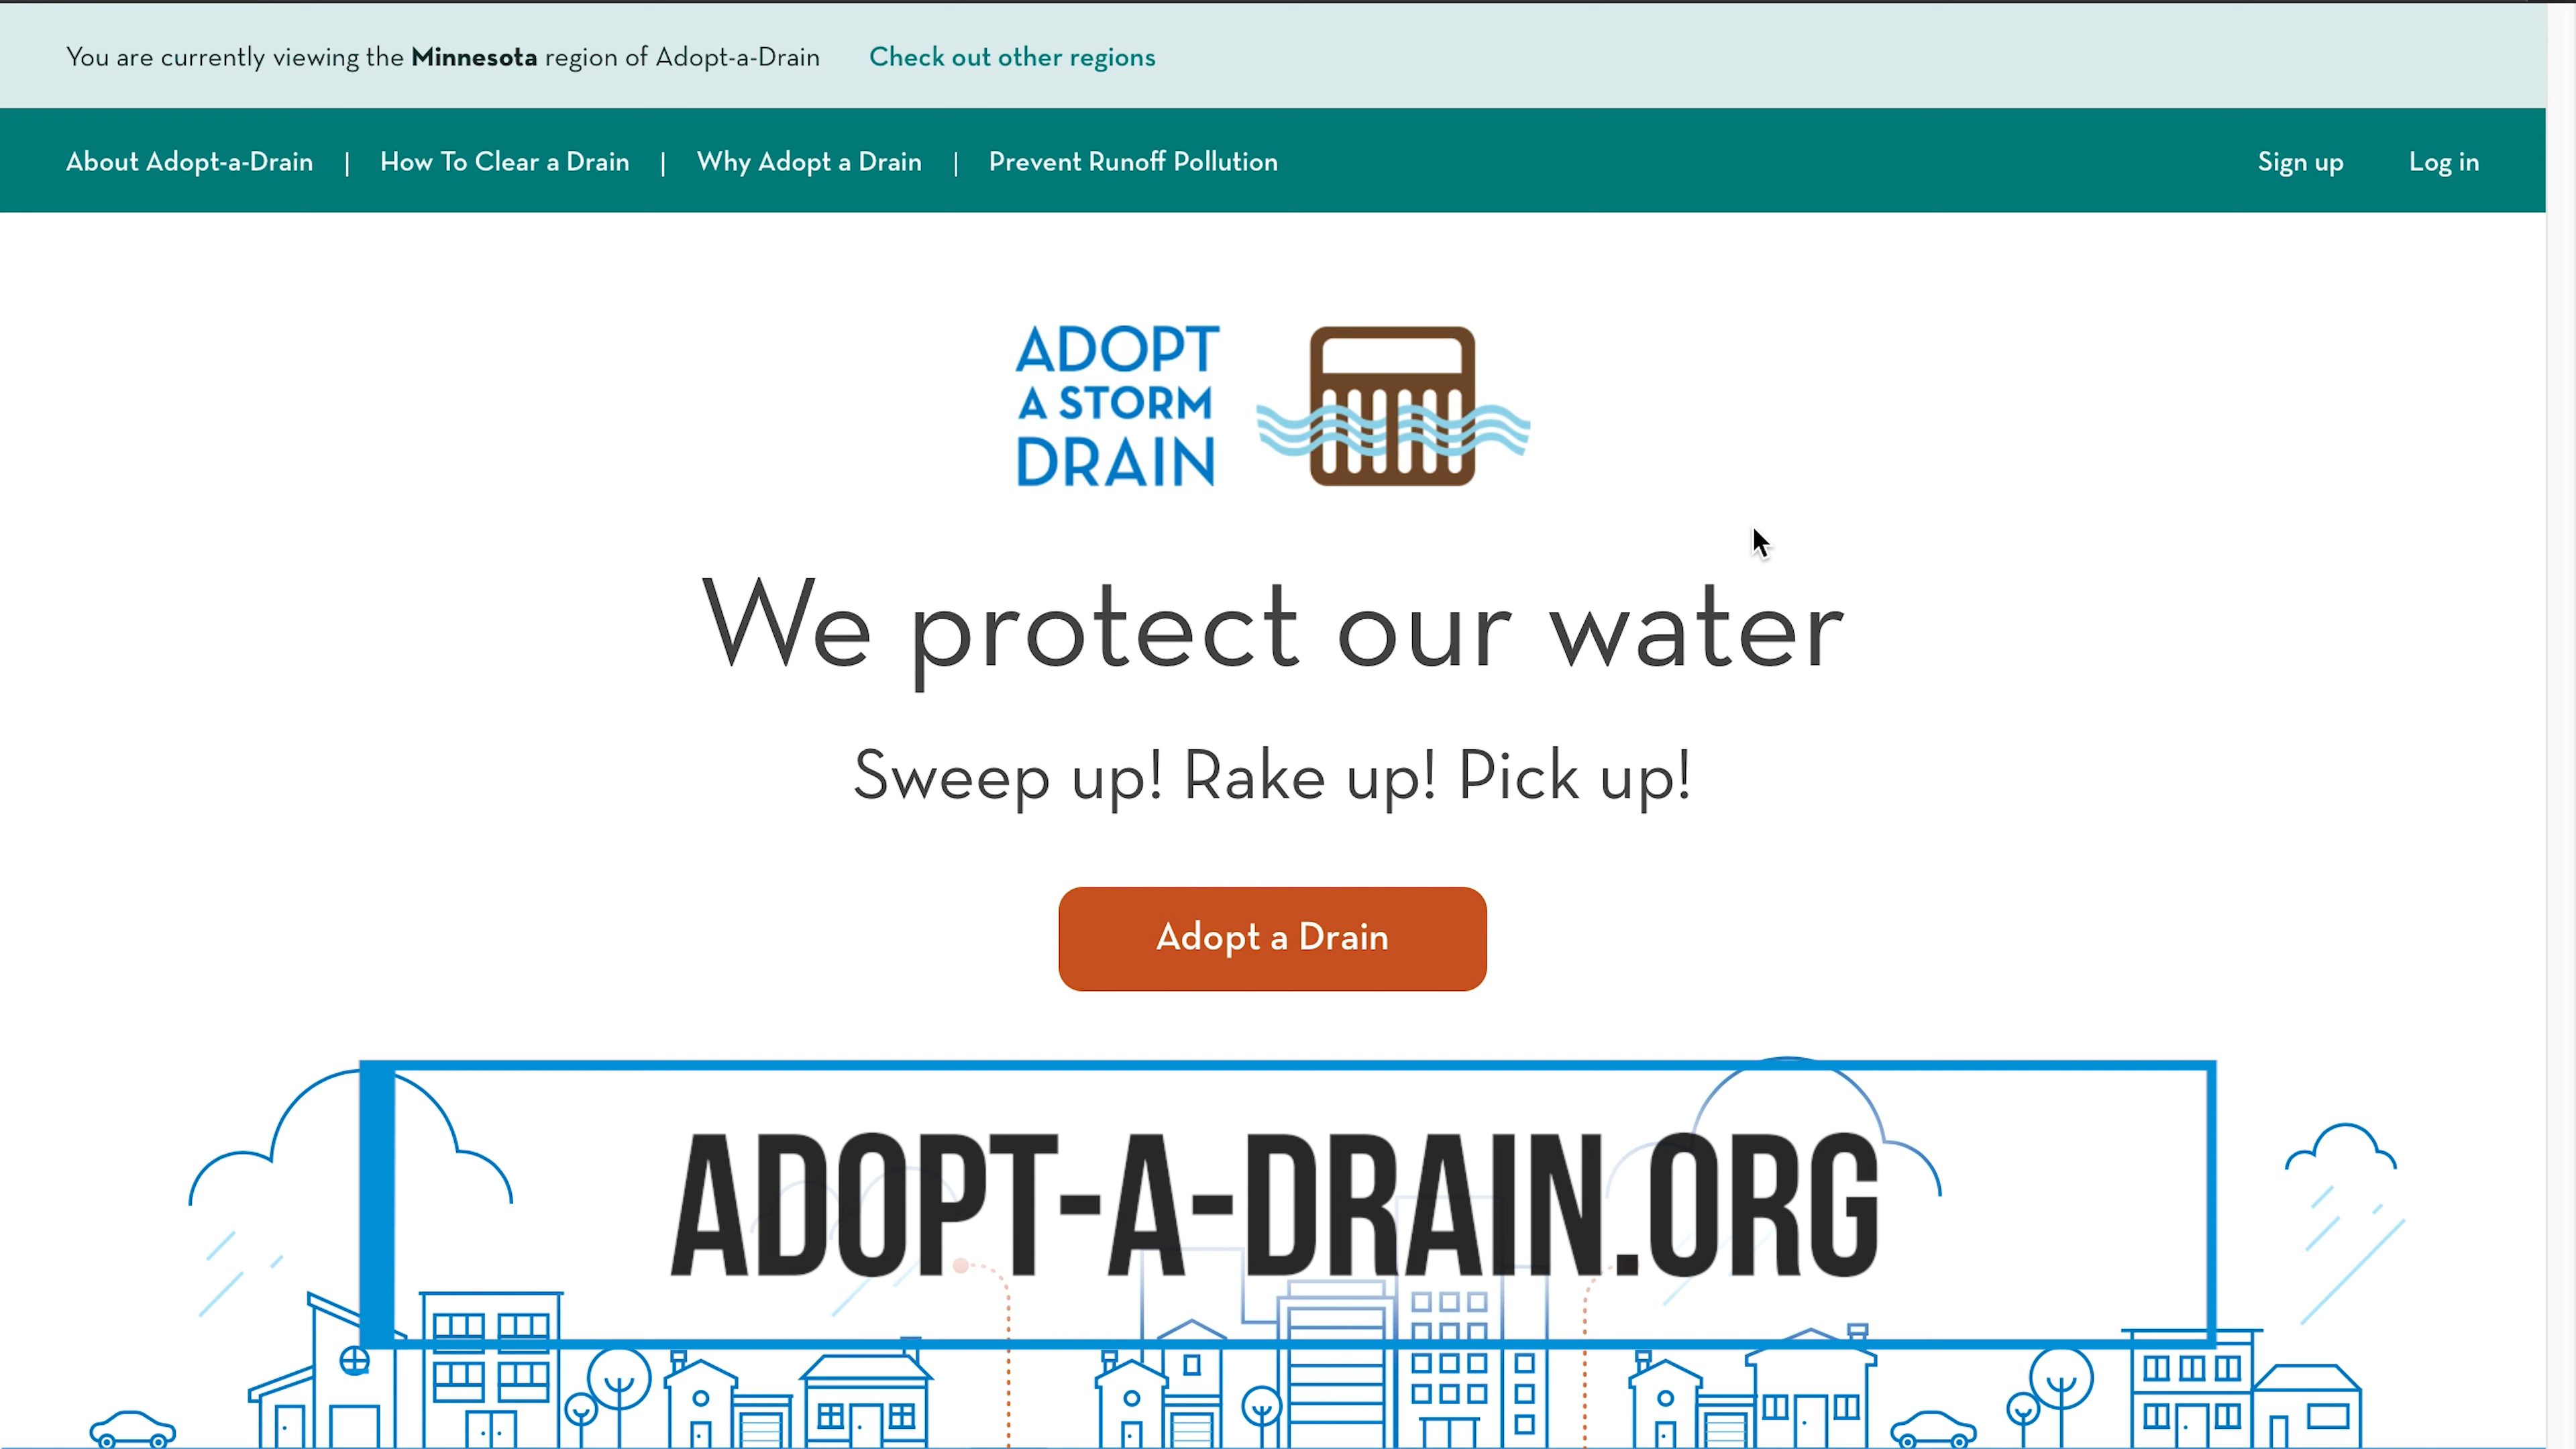 You are currently viewing the Minnesota region of Adopt-a-Drain Check out other regions
About Adopt-a-Drain | How To Clear a Drain | Why Adopt a Drain | Prevent Runoff Pollution Sign up Log in
ADOPT
A STORM
DRAIN
We protect our water
Sweep up! Rake up! Pick up!
Adopt a Drain
ADOPT-A-DRAIN.ORG